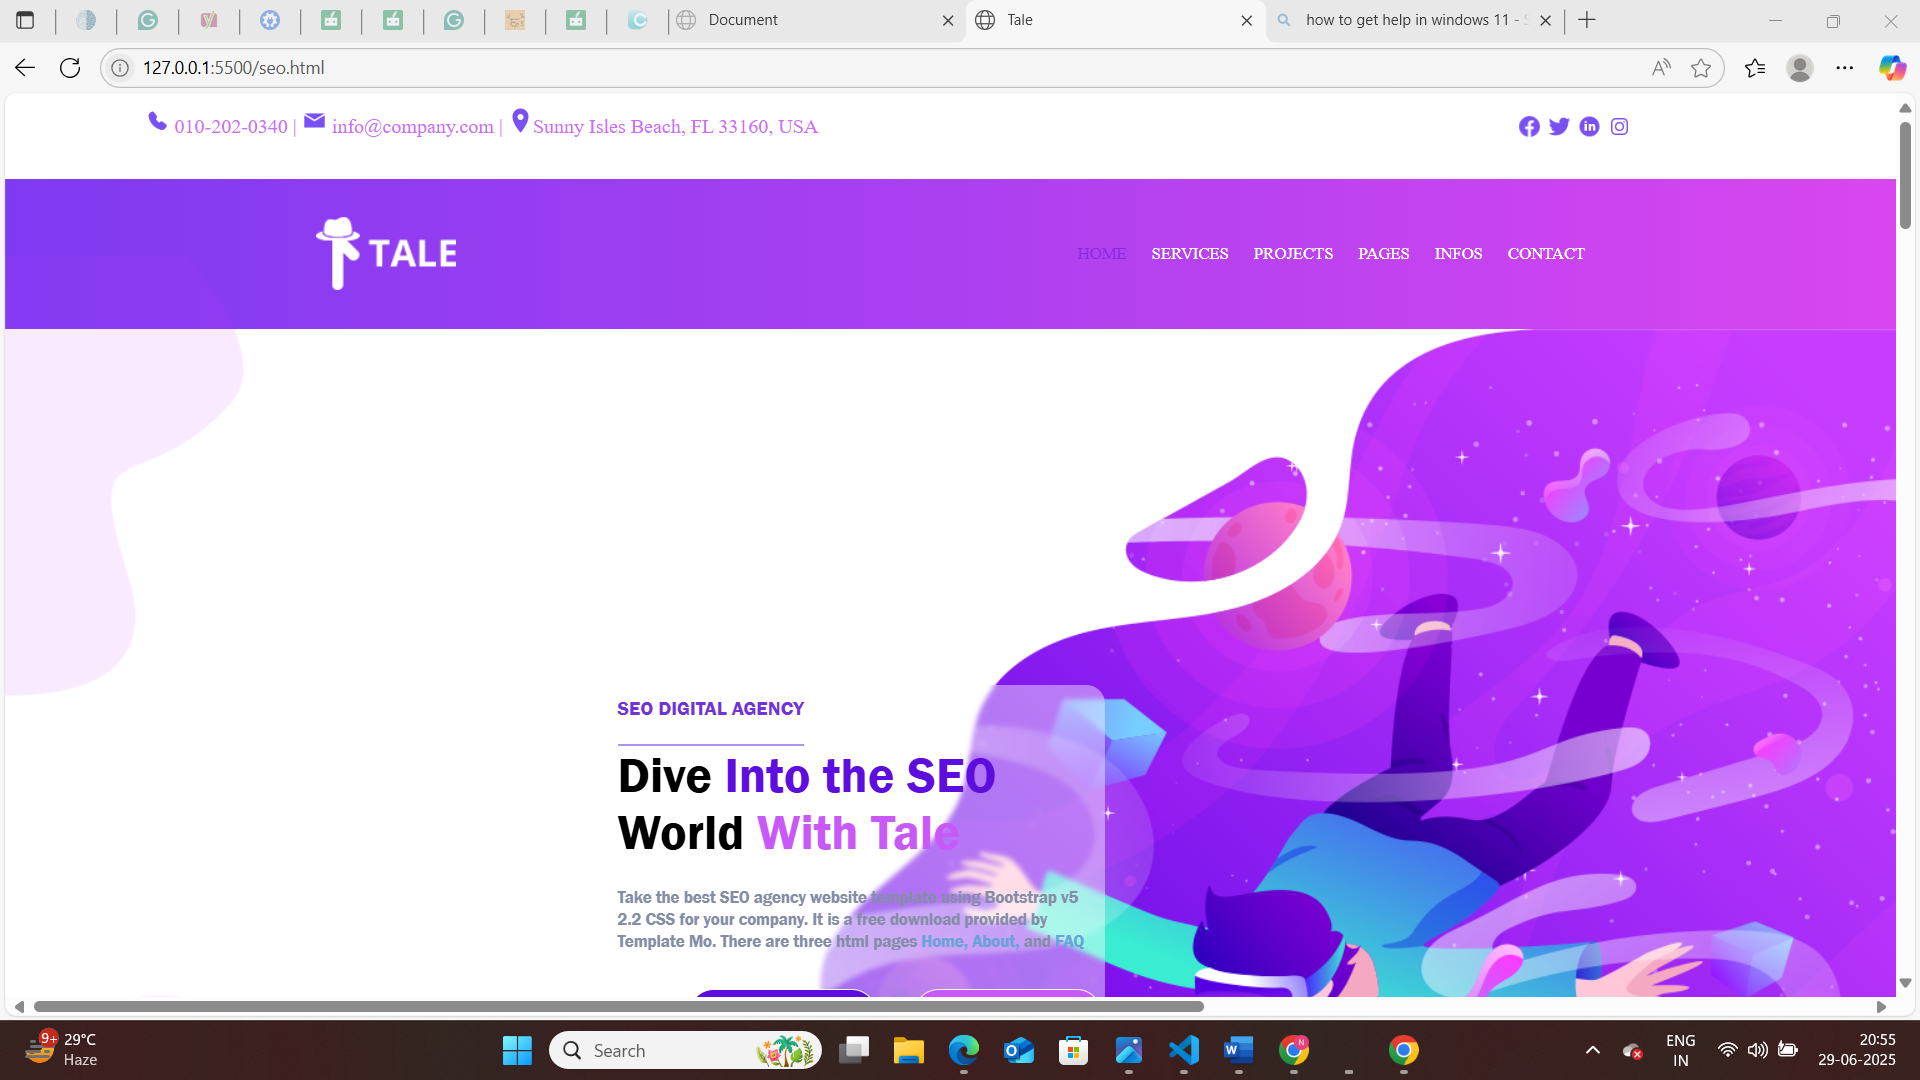 Document
Tale
how to get help in windows 11 -
127.0.0.1:5500/seo.html
010-202-0340 | info@company.com | Sunny Isles Beach, FL 33160, USA
TALE
HOME SERVICES PROJECTS PAGES INFOS CONTACT
SEO DIGITAL AGENCY
Dive Into the SEO
World With Tale
Take the best SEO agency website template using Bootstrap v5
2.2 CSS for your company. It is a free download provided by
Template Mo. There are three html pages Home, About, and FAQ
9+
29°C
Haze
Search
ENG
IN
20:55
29-06-2025